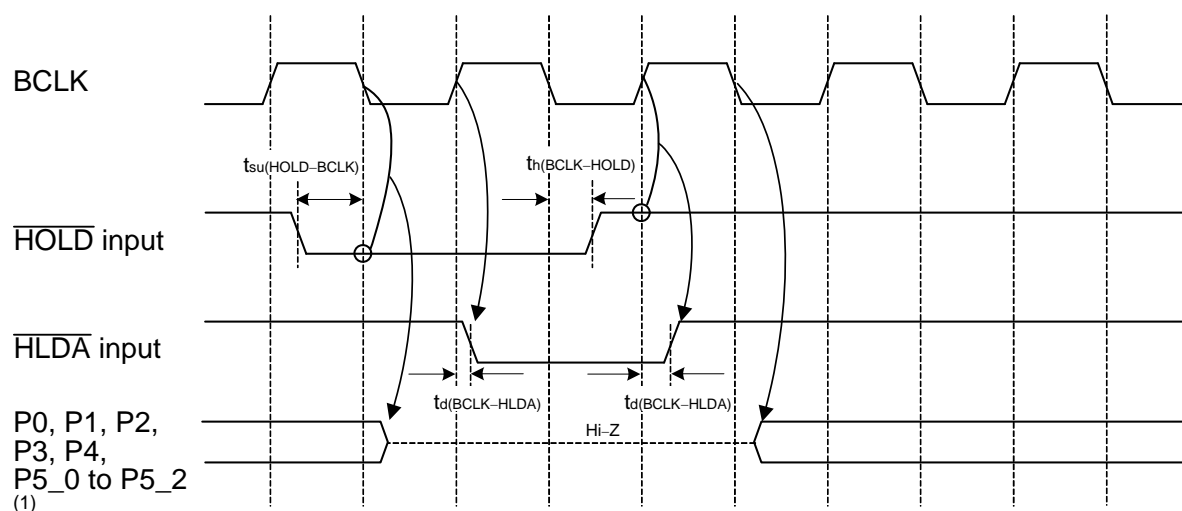 BCLK
tsu(HOLD–BCLK)
th(BCLK–HOLD)
HOLD input
HLDA input
td(BCLK–HLDA)
td(BCLK–HLDA)
P0, P1, P2,
P3, P4,
P5_0 to P5_2
(1)
Hi–Z